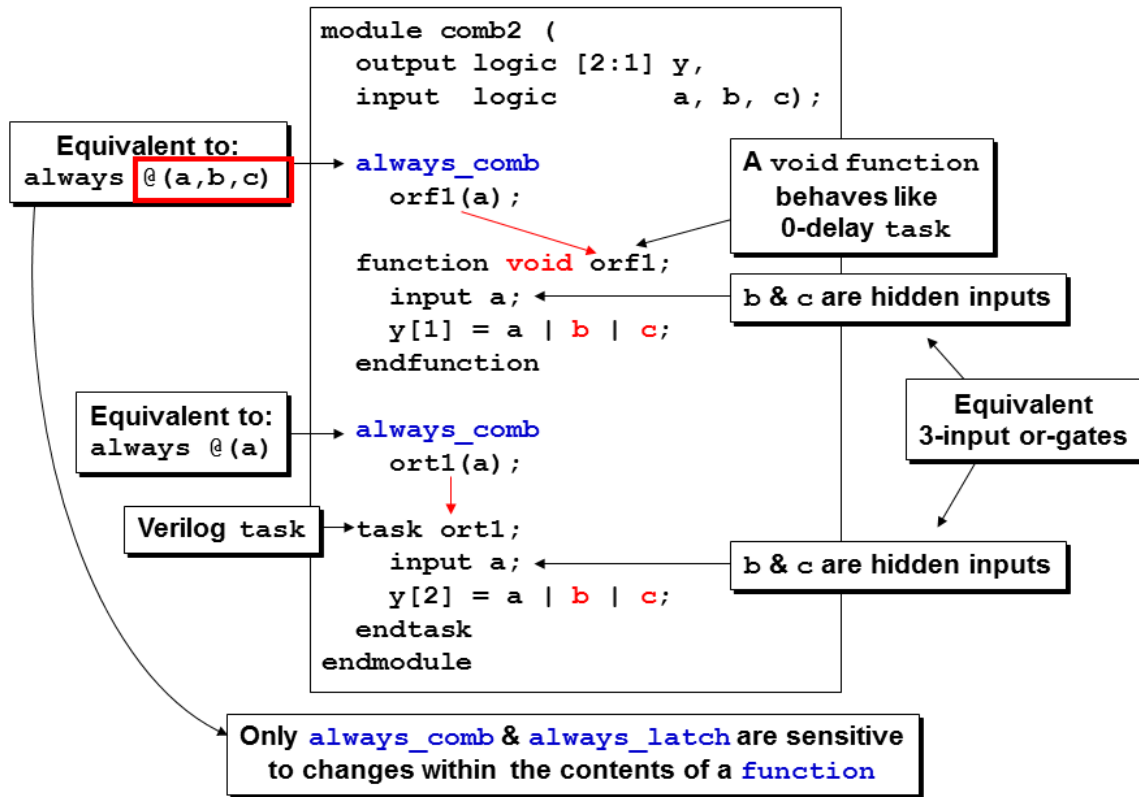 module comb2 (
output logic [2:1] y,
input logic a, b, c);
Equivalent to:
always @(a,b,c)
always_comb
orf1(a);
A void function
behaves like
0-delay task
function void orf1;
input a;
y[1] = a | b | c;
endfunction
b & c are hidden inputs
Equivalent
3-input or-gates
Equivalent to:
always @(a)
always_comb
ort1(a);
Verilog task
task ort1;
input a;
y[2] = a | b | c;
endtask
endmodule
b & c are hidden inputs
Only always_comb & always_latch are sensitive
to changes within the contents of a function